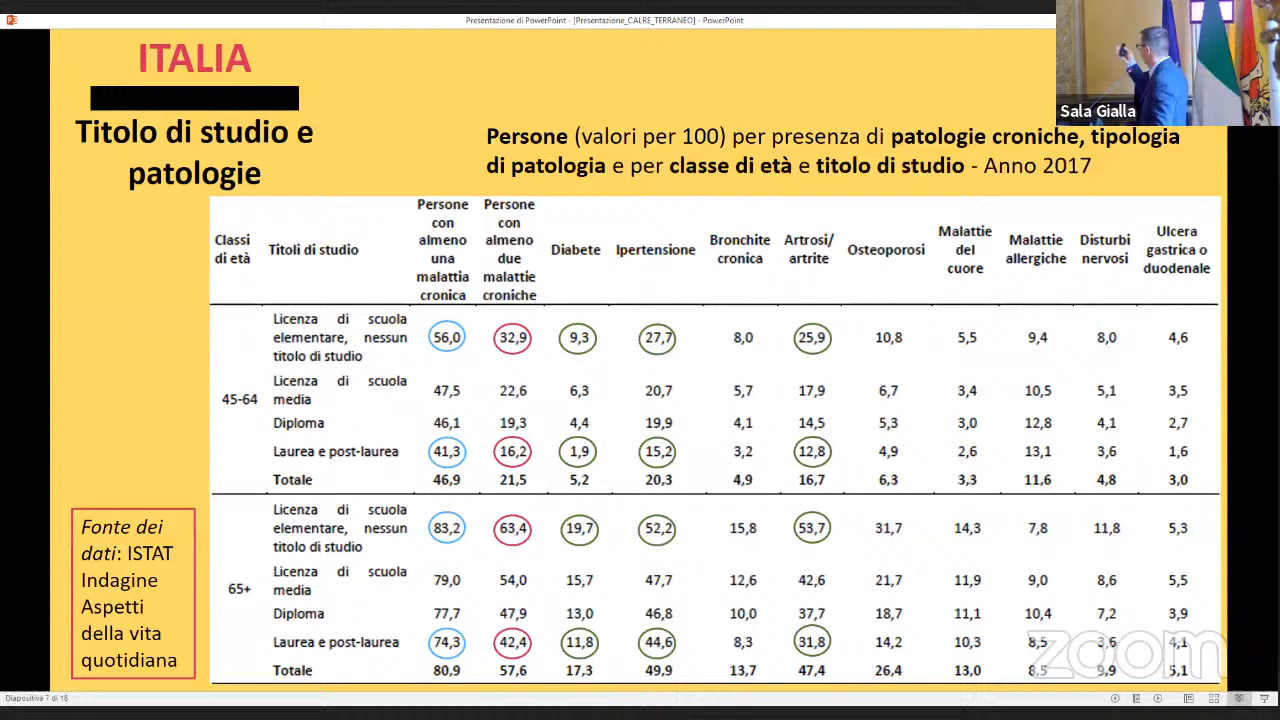 Presentazione di PowerPoint - [Presentazione_CALRE_TERRANEO] - PowerPoint
Sala Gialla
ITALIA
Titolo di studio e
patologie
Persone (valori per 100) per presenza di patologie croniche, tipologia
di patologia e per classe di età e titolo di studio - Anno 2017
Classi di età Titoli di studio Persone con almeno una malattia cronica Persone con almeno due malattie croniche Diabete Ipertensione Bronchite cronica Artrosi/ artrite Osteoporosi Malattie del cuore Malattie allergiche Disturbi nervosi Ulcera gastrica o duodenale
45-64
Licenza di scuola elementare, nessun titolo di studio 56,0 32,9 9,3 27,7 8,0 25,9 10,8 5,5 9,4 8,0 4,6
Licenza di scuola media 47,5 22,6 6,3 20,7 5,7 17,9 6,7 3,4 10,5 5,1 3,5
Diploma 46,1 19,3 4,4 19,9 4,1 14,5 5,3 3,0 12,8 4,1 2,7
Laurea e post-laurea 41,3 16,2 1,9 15,2 3,2 12,8 4,9 2,6 13,1 3,6 1,6
Totale 46,9 21,5 5,2 20,3 4,9 16,7 6,3 3,3 11,6 4,8 3,0
65+
Licenza di scuola elementare, nessun titolo di studio 83,2 63,4 19,7 52,2 15,8 53,7 31,7 14,3 7,8 11,8 5,3
Licenza di scuola media 79,0 54,0 15,7 47,7 12,6 42,6 21,7 11,9 9,0 8,6 5,5
Diploma 77,7 47,9 13,0 46,8 10,0 37,7 18,7 11,1 10,4 7,2 3,9
Laurea e post-laurea 74,3 42,4 11,8 44,6 8,3 31,8 14,2 10,3 8,5 3,6 4,1
Totale 80,9 57,6 17,3 49,9 13,7 47,4 26,4 13,0 8,5 9,9 5,1
Fonte dei
dati: ISTAT
Indagine
Aspetti
della vita
quotidiana
zoom
Diapositiva 7 di 18